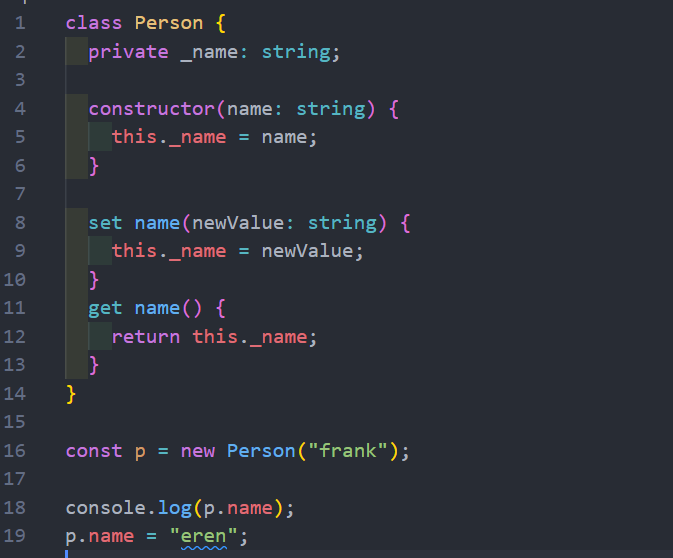 1 class Person {
2   private _name: string;
3
4   constructor(name: string) {
5     this._name = name;
6   }
7
8   set name(newValue: string) {
9     this._name = newValue;
10   }
11   get name() {
12     return this._name;
13   }
14 }
15
16 const p = new Person("frank");
17
18 console.log(p.name);
19 p.name = "eren";